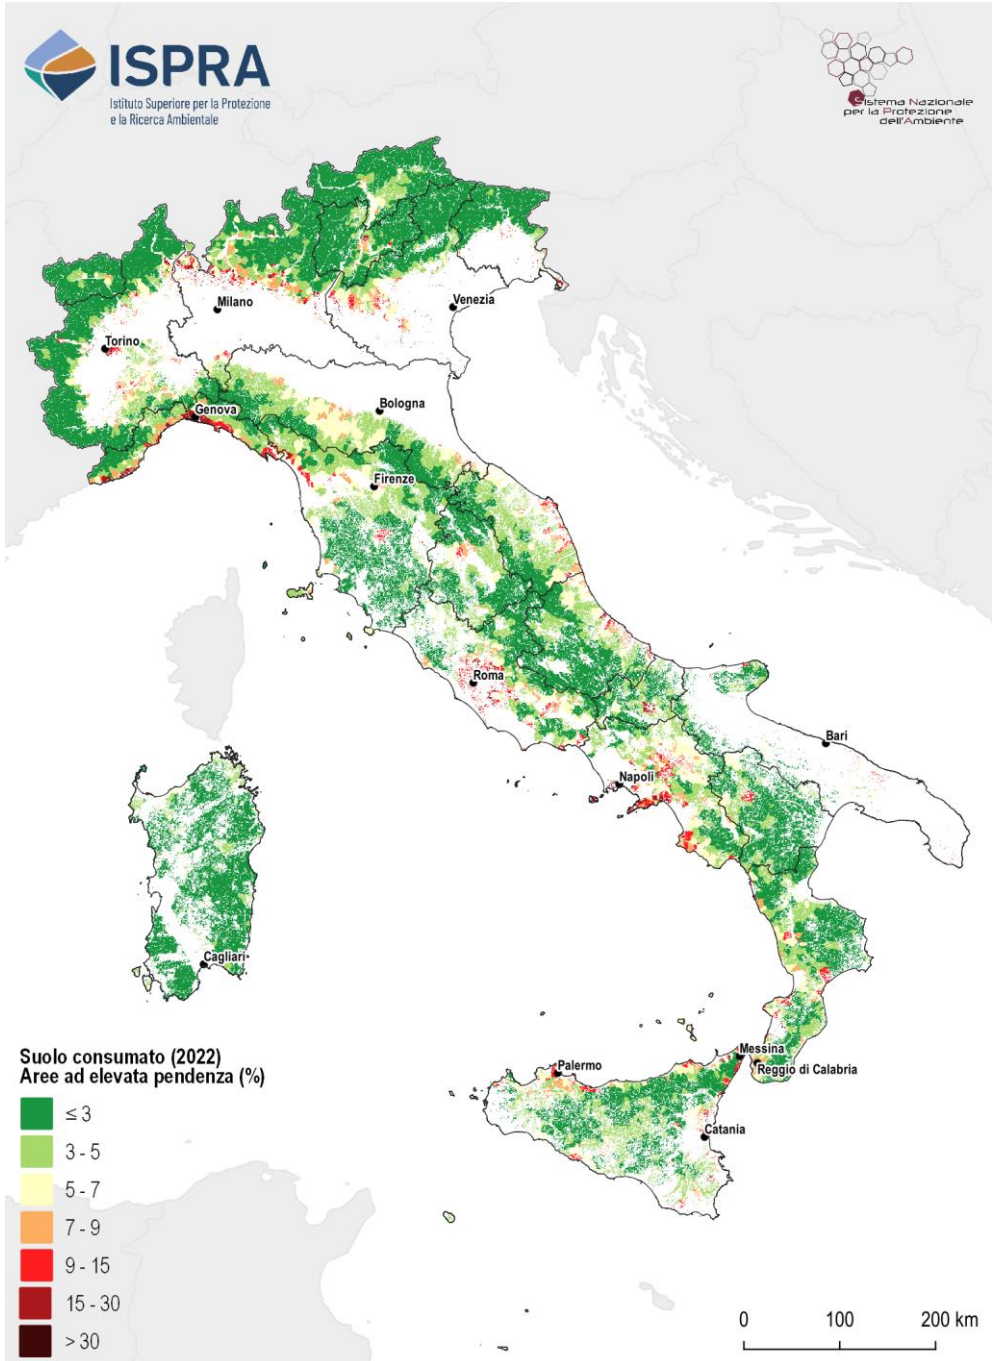 ISPRA
Istituto Superiore per la Protezione
e la Ricerca Ambientale
Sistema Nazionale
per la Protezione
dell'Ambiente
Milano
Venezia
Torino
Genova
Bologna
Firenze
Roma
Bari
Napoli
Cagliari
Messina
Palermo
Reggio di Calabria
Catania
Suolo consumato (2022)
Aree ad elevata pendenza (%)
≤ 3
3 - 5
5 - 7
7 - 9
9 - 15
15 - 30
> 30
0 100 200 km